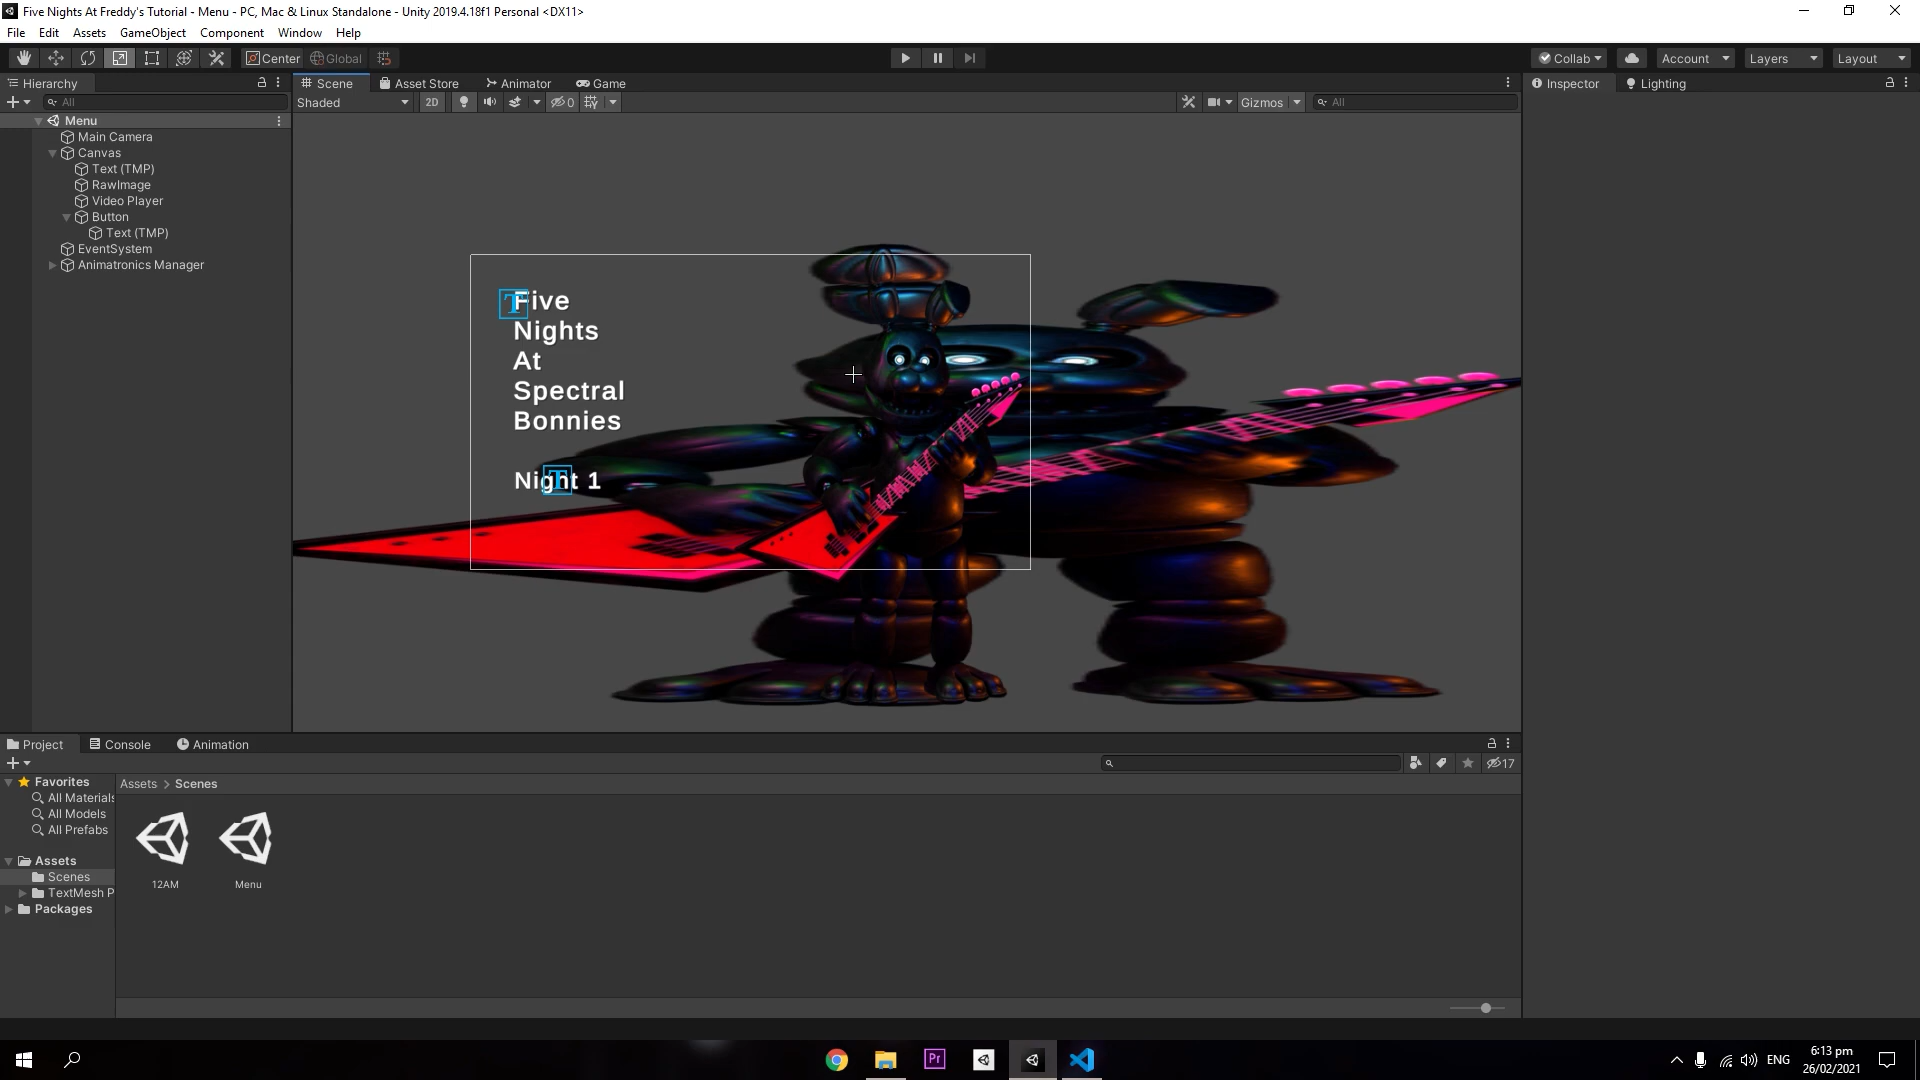 Five Nights At Freddy's Tutorial - Menu - PC, Mac & Linux Standalone - Unity 2019.4.18f1 Personal <DX11>
File Edit Assets GameObject Component Window Help
Center Global Collab Account Layers Layout
Hierarchy Scene Asset Store Animator Game Inspector Lighting
All Shaded 2D 0 Gizmos All
Menu
Main Camera
Canvas
Text (TMP)
RawImage
Video Player
Button
Text (TMP)
EventSystem
Animatronics Manager
Five
Nights
At
Spectral
Bonnies
Night 1
Project Console Animation
17
Favorites
All Materials
All Models
All Prefabs
Assets
Scenes
TextMesh P
Packages
Assets > Scenes
12AM Menu
Pr
ENG
6:13 pm
26/02/2021